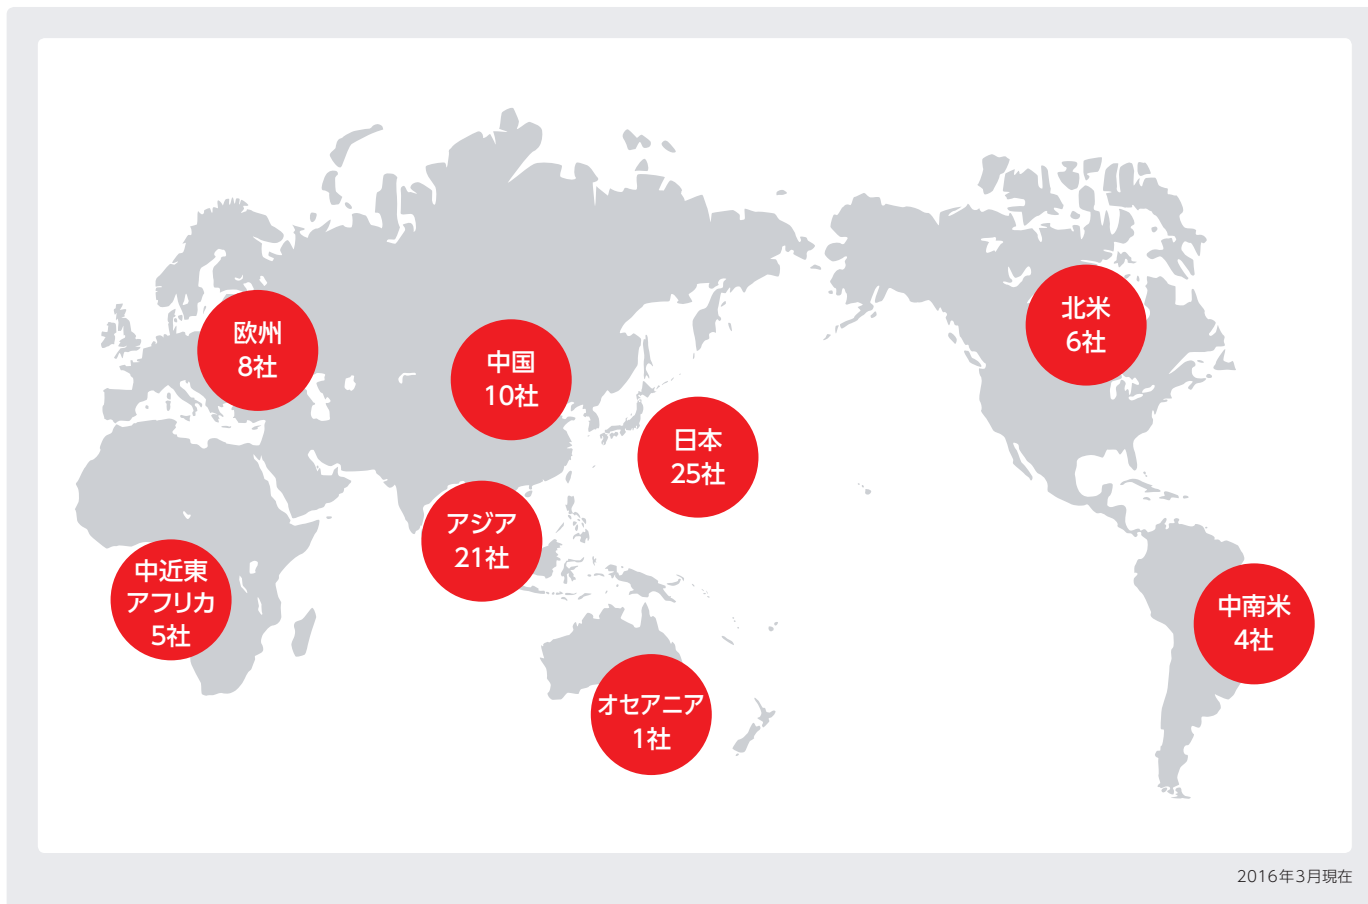 欧州
8社
中国
10社
北米
6社
日本
25社
アジア
21社
中近東
アフリカ
5社
中南米
4社
オセアニア
1社
2016年3月現在